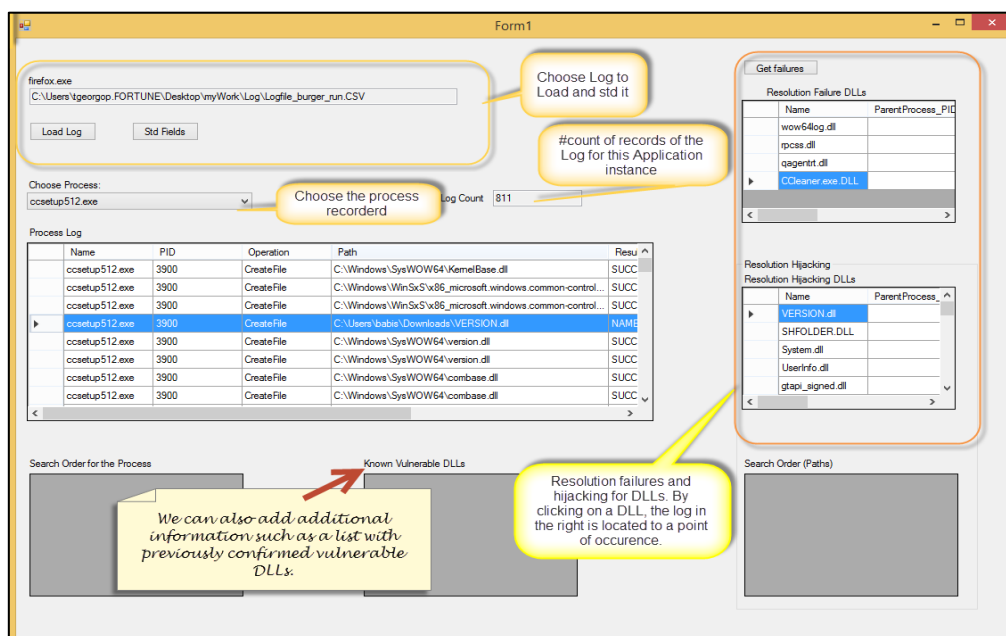 Form1
firefox.exe
C:\Users\tgeorgop.FORTUNE\Desktop\myWork\Log\Logfile_burger_run.CSV
Load Log
Std Fields
Choose Log to
Load and std it
#count of records of the
Log for this Application
instance
Choose Process:
ccsetup512.exe
Choose the process
recorderd
Log Count 811
Process Log
Name PID Operation Path Resu
ccsetup512.exe 3900 CreateFile C:\Windows\SysWOW64\KernelBase.dll SUCC
ccsetup512.exe 3900 CreateFile C:\Windows\WinSxS\x86_microsoft.windows.common-control... SUCC
ccsetup512.exe 3900 CreateFile C:\Windows\WinSxS\x86_microsoft.windows.common-control... SUCC
ccsetup512.exe 3900 CreateFile C:\Users\babis\Downloads\VERSION.dll NAME
ccsetup512.exe 3900 CreateFile C:\Windows\SysWOW64\version.dll SUCC
ccsetup512.exe 3900 CreateFile C:\Windows\SysWOW64\combase.dll SUCC
ccsetup512.exe 3900 CreateFile C:\Windows\SysWOW64\combase.dll SUCC
Get failures
Resolution Failure DLLs
Name ParentProcess_PID
wow64log.dll
rpcss.dll
qagentrt.dll
CCleaner.exe.DLL
Resolution Hijacking
Resolution Hijacking DLLs
Name ParentProcess_
VERSION.dll
SHFOLDER.DLL
System.dll
UserInfo.dll
gtapi_signed.dll
Search Order for the Process
Known Vulnerable DLLs
Search Order (Paths)
We can also add additional
information such as a list with
previously confirmed vulnerable
DLLs.
Resolution failures and
hijacking for DLLs. By
clicking on a DLL, the log in
the right is located to a point
of occurence.